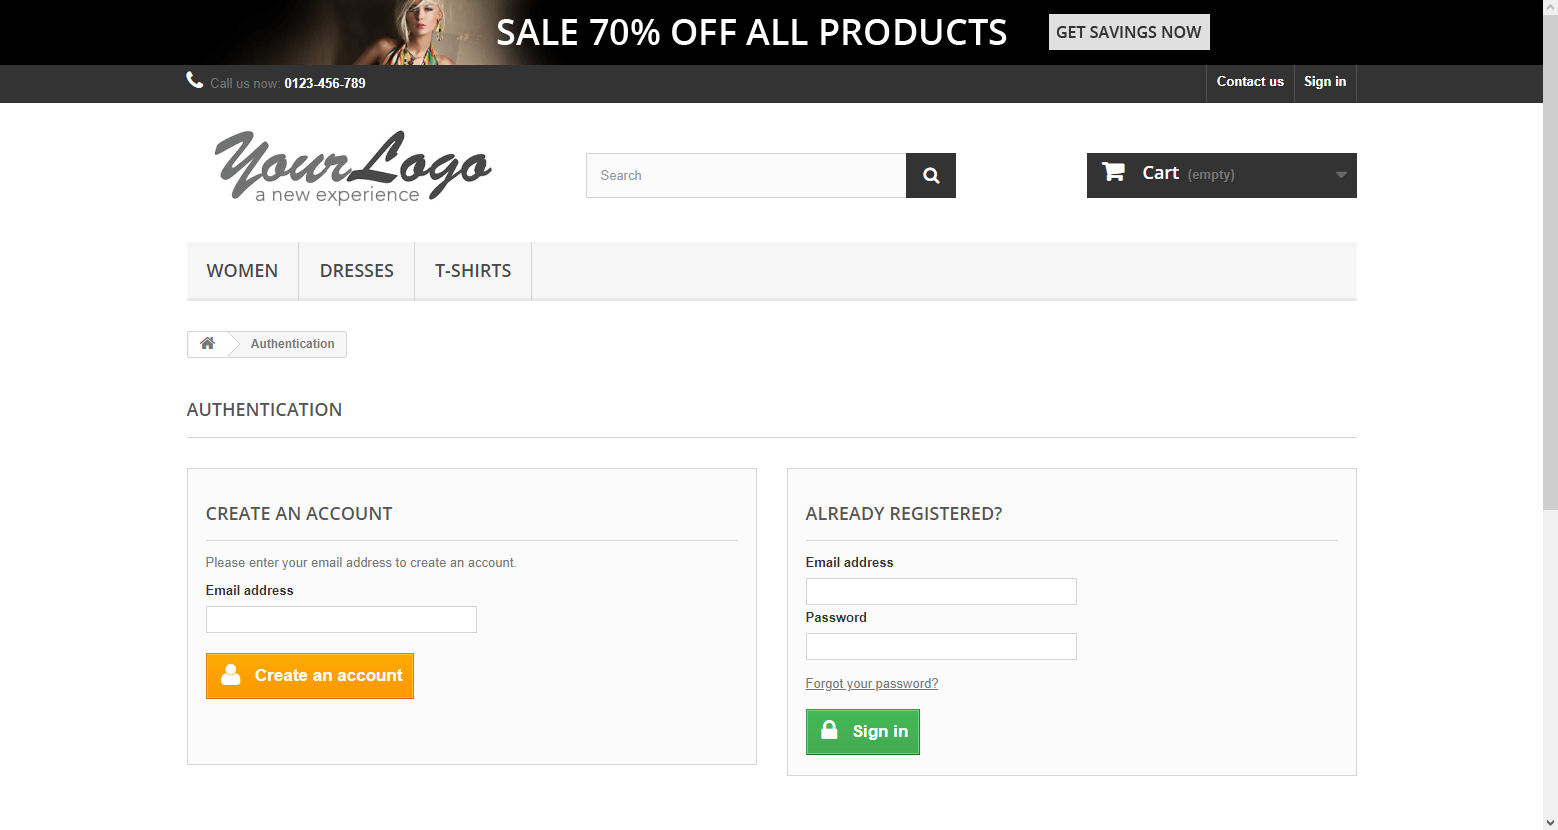 SALE 70% OFF ALL PRODUCTS GET SAVINGS NOW
Call us now: 0123-456-789 Contact us Sign in
YourLogo
a new experience
Search
Cart (empty)
WOMEN DRESSES T-SHIRTS
Authentication
AUTHENTICATION
CREATE AN ACCOUNT
Please enter your email address to create an account.
Email address
Create an account
ALREADY REGISTERED?
Email address
Password
Forgot your password?
Sign in